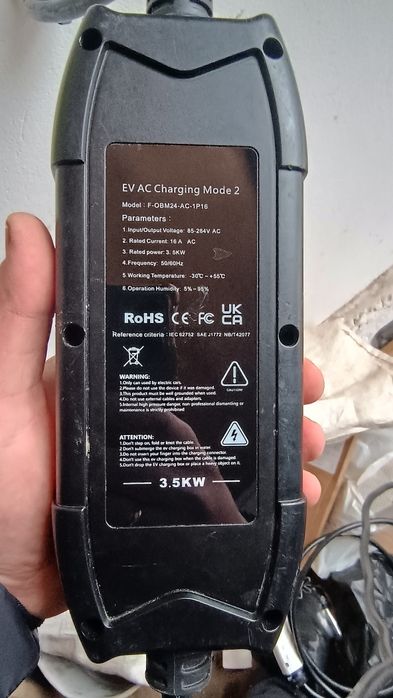 EV AC Charging Mode 2
Model : F-OBM24-AC-1P16
Parameters :
1.Input/Output Voltage: 85-264V AC
2. Rated Current: 16 A AC
3. Rated power: 3. 5KW
4.Frequency: 50/60Hz
5 Working Temperature: -30℃ ~ +55℃
6.Operation Humidity: 5% ~ 95%
RoHS CE FC UK CA
Reference criteria : IEC 62752 SAE J1772 NB/T42077
WARNING:
1.Only can be used by electric cars.
2.Please do not use the device if it was damaged.
3.This product must be well grounded when used.
4.Do not use external cables and adapters.
5.Internal high pressure danger, non-professional dismantling or
maintenance is strictly prohibited
CAUTION!
ATTENTION:
1.Don't step on, fold or knot the cable.
2.Don't submerge the ev charging box in water.
3.Do not insert your finger into the charging connector.
4.Don't use this ev charging box when the cable is damaged.
5.Don't drop the EV charging box or place a heavy object on it.
3.5KW